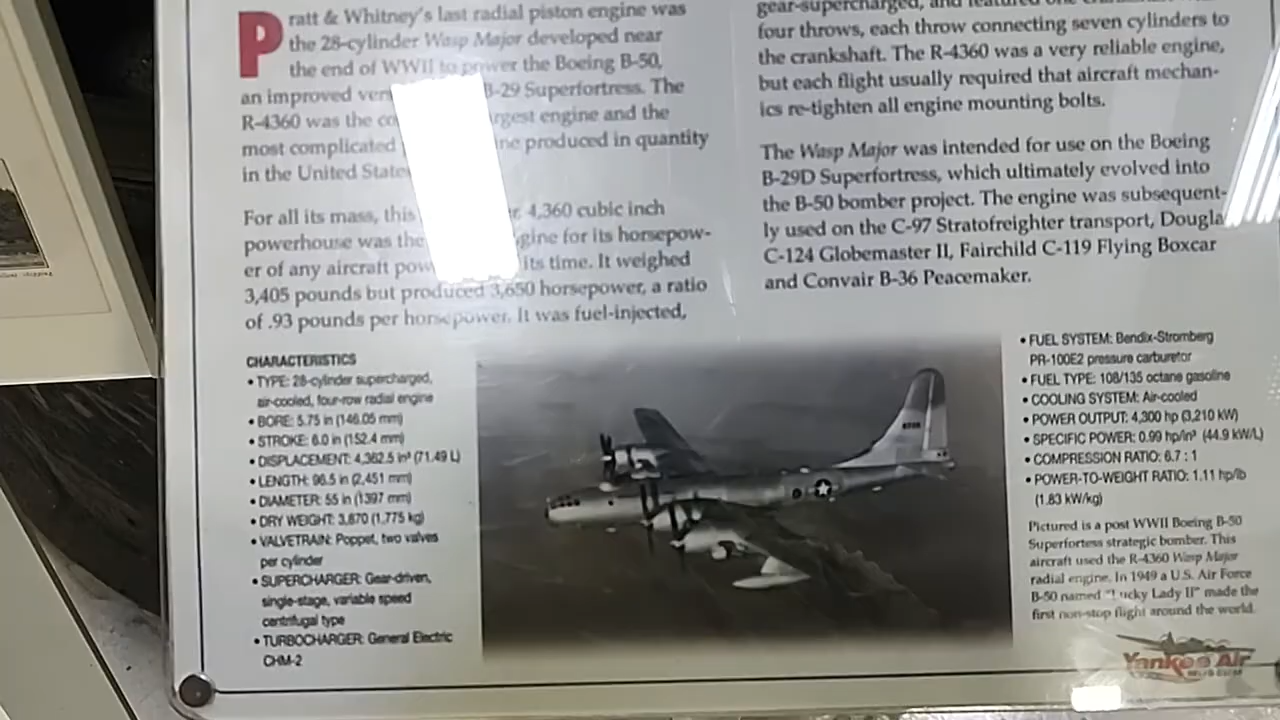 Pratt & Whitney's last radial piston engine was
the 28-cylinder Wasp Major developed near
the end of WWII to power the Boeing B-50,
an improved B-29 Superfortress. The
R-4360 was the engine and the
most complicated produced in quantity
in the United
For all its mass, this 4,360 cubic inch
powerhouse was the for its horsepow-
er of any aircraft its time. It weighed
3,405 pounds but produced 3,650 horsepower, a ratio
of .93 pounds per horsepower. It was fuel-injected,
gear-supercharged, and featured one
four throws, each throw connecting seven cylinders to
the crankshaft. The R-4360 was a very reliable engine,
but each flight usually required that aircraft mechan-
ics re-tighten all engine mounting bolts.
The Wasp Major was intended for use on the Boeing
B-29D Superfortress, which ultimately evolved into
the B-50 bomber project. The engine was subsequent-
ly used on the C-97 Stratofreighter transport, Dougla
C-124 Globemaster II, Fairchild C-119 Flying Boxcar
and Convair B-36 Peacemaker.
CHARACTERISTICS
• TYPE: 28-cylinder supercharged,
air-cooled, four-row radial engine
• BORE: 5.75 in (146.05 mm)
• STROKE: 6.0 in (152.4 mm)
• DISPLACEMENT: 4,362.5 in³ (71.49 L)
• LENGTH: 96.5 in (2,451 mm)
• DIAMETER: 55 in (1397 mm)
• DRY WEIGHT: 3,870 (1,775 kg)
• VALVETRAIN: Poppet, two valves
per cylinder
• SUPERCHARGER: Gear-driven,
single-stage, variable speed
centrifugal type
• TURBOCHARGER: General Electric
CHM-2
• FUEL SYSTEM: Bendix-Stromberg
PR-100E2 pressure carburetor
• FUEL TYPE: 108/135 octane gasoline
• COOLING SYSTEM: Air-cooled
• POWER OUTPUT: 4,300 hp (3,210 kW)
• SPECIFIC POWER: 0.99 hp/in³ (44.9 kW/L)
• COMPRESSION RATIO: 6.7 : 1
• POWER-TO-WEIGHT RATIO: 1.11 hp/lb
(1.83 kW/kg)
Pictured is a post WWII Boeing B-50
Superfortess strategic bomber. This
aircraft used the R-4360 Wasp Major
radial engine. In 1949 a U.S. Air Force
B-50 named "Lucky Lady II" made the
first non-stop flight around the world.
Yankee Air
MUSEUM